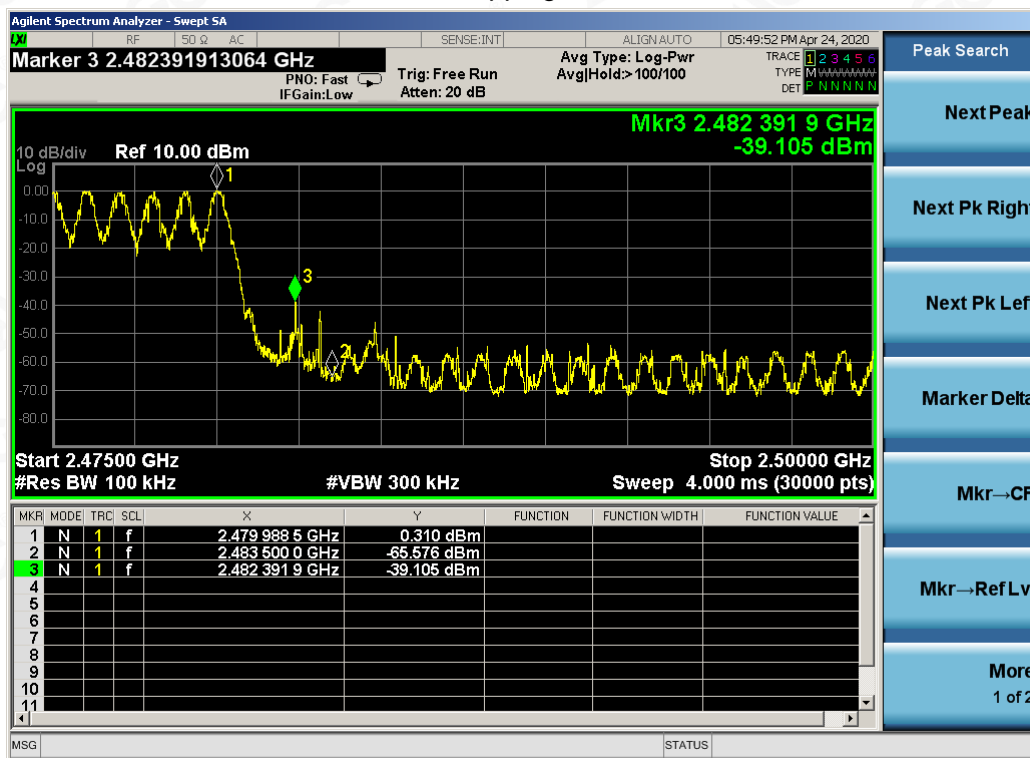 Agilent Spectrum Analyzer - Swept SA
LXI RF 50 Ω AC SENSE:INT ALIGN AUTO 05:49:52 PM Apr 24, 2020
Marker 3 2.482391913064 GHz
PNO: Fast
IFGain:Low
Trig: Free Run
Atten: 20 dB
Avg Type: Log-Pwr
Avg|Hold:>100/100
TRACE 1 2 3 4 5 6
TYPE M WWWWW
DET P N N N N N
Mkr3 2.482 391 9 GHz
-39.105 dBm
10 dB/div Ref 10.00 dBm
Log
0.00
-10.0
-20.0
-30.0
-40.0
-50.0
-60.0
-70.0
-80.0
1
3
2
Start 2.47500 GHz Stop 2.50000 GHz
#Res BW 100 kHz #VBW 300 kHz Sweep 4.000 ms (30000 pts)
MKR MODE TRC SCL X Y FUNCTION FUNCTION WIDTH FUNCTION VALUE
1 N 1 f 2.479 988 5 GHz 0.310 dBm
2 N 1 f 2.483 500 0 GHz -65.576 dBm
3 N 1 f 2.482 391 9 GHz -39.105 dBm
4
5
6
7
8
9
10
11
MSG STATUS
Peak Search
Next Peak
Next Pk Right
Next Pk Left
Marker Delta
Mkr→CF
Mkr→Ref Lv
More
1 of 2